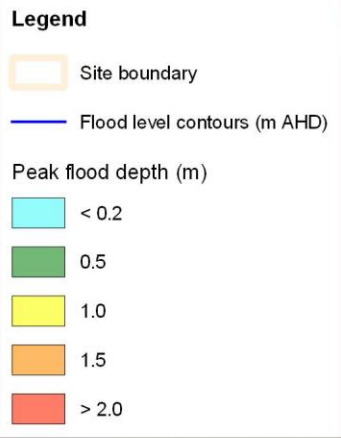 Legend
Site boundary
Flood level contours (m AHD)
Peak flood depth (m)
< 0.2
0.5
1.0
1.5
> 2.0